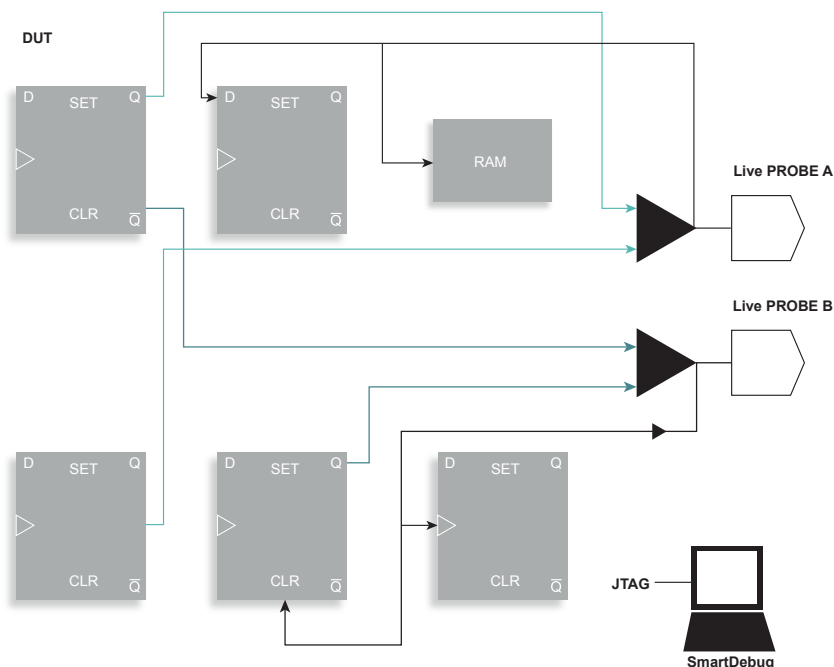 DUT
D SET Q
CLR Q̅
D SET Q
CLR Q̅
RAM
Live PROBE A
Live PROBE B
D SET Q
CLR Q̅
D SET Q
CLR Q̅
D SET Q
CLR Q̅
JTAG
SmartDebug